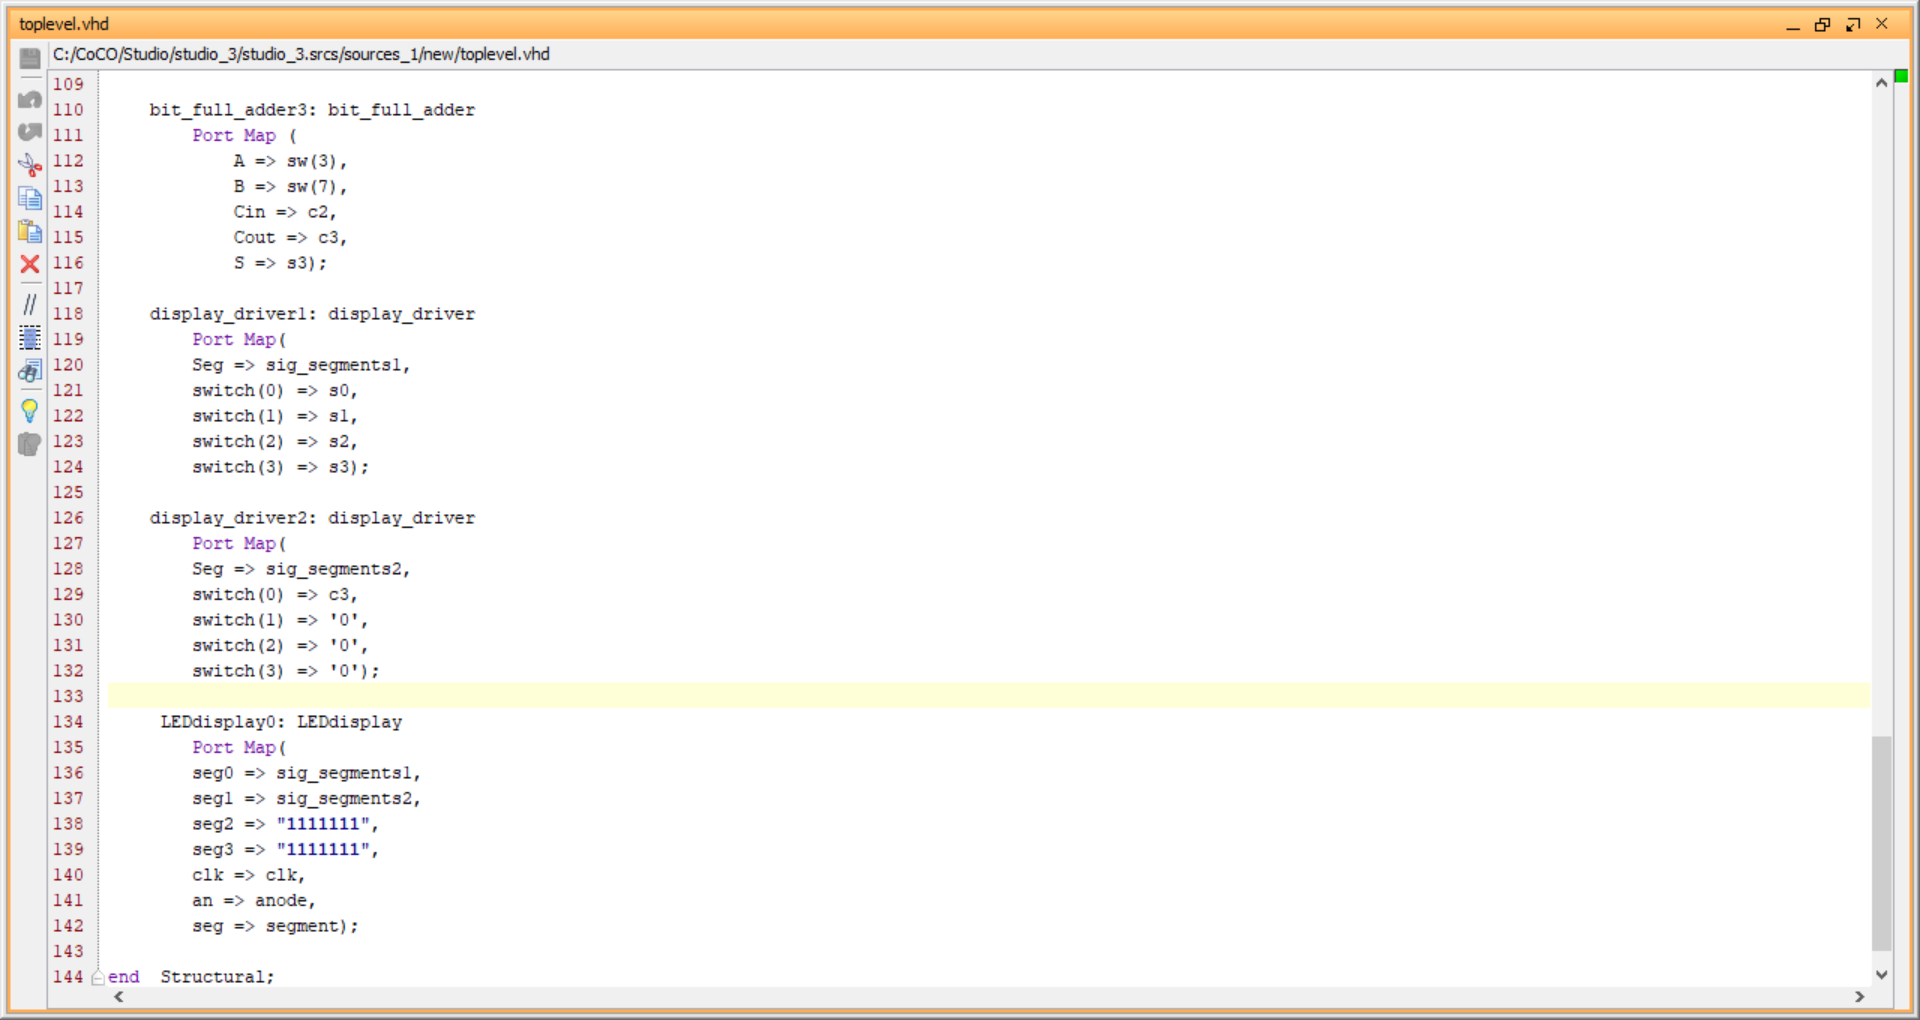 toplevel.vhd
C:/CoCO/Studio/studio_3/studio_3.srcs/sources_1/new/toplevel.vhd
109
110 bit_full_adder3: bit_full_adder
111 Port Map (
112 A => sw(3),
113 B => sw(7),
114 Cin => c2,
115 Cout => c3,
116 S => s3);
117
118 display_driver1: display_driver
119 Port Map(
120 Seg => sig_segments1,
121 switch(0) => s0,
122 switch(1) => s1,
123 switch(2) => s2,
124 switch(3) => s3);
125
126 display_driver2: display_driver
127 Port Map(
128 Seg => sig_segments2,
129 switch(0) => c3,
130 switch(1) => '0',
131 switch(2) => '0',
132 switch(3) => '0');
133
134 LEDdisplay0: LEDdisplay
135 Port Map(
136 seg0 => sig_segments1,
137 seg1 => sig_segments2,
138 seg2 => "1111111",
139 seg3 => "1111111",
140 clk => clk,
141 an => anode,
142 seg => segment);
143
144 end  Structural;